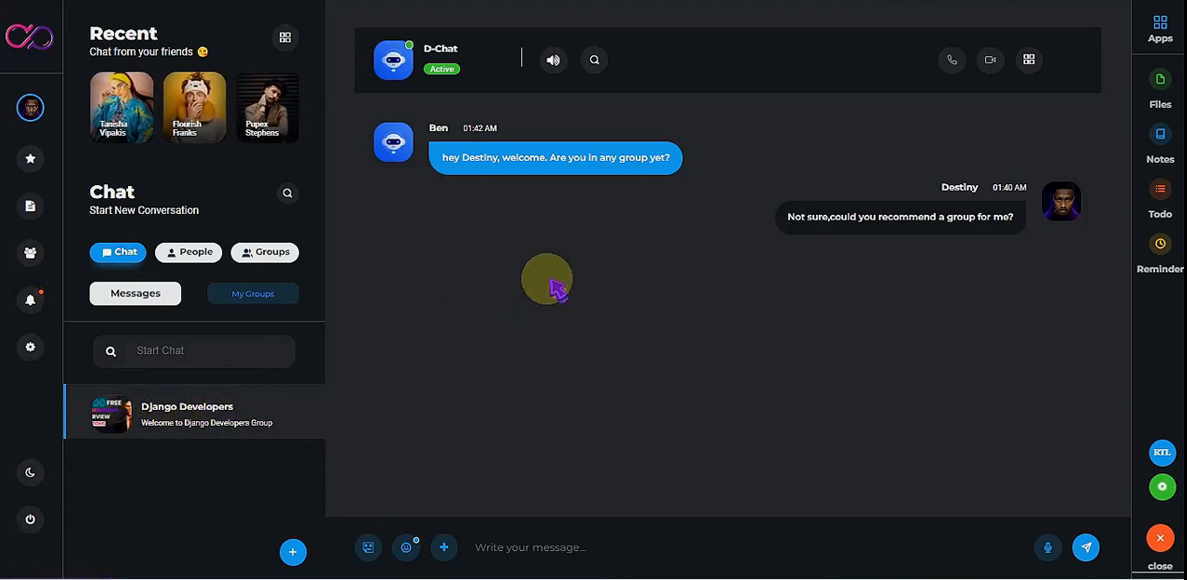 Recent
Chat from your friends
Tanisha
Vipakis
Flourish
Franks
Pupex
Stephens
Chat
Start New Conversation
Chat
People
Groups
Messages
My Groups
Start Chat
Django Developers
Welcome to Django Developers Group
D-Chat
Active
Ben 01:42 AM
hey Destiny, welcome. Are you in any group yet?
Destiny 01:40 AM
Not sure,could you recommend a group for me?
Write your message...
Apps
Files
Notes
Todo
Reminder
RTL
close